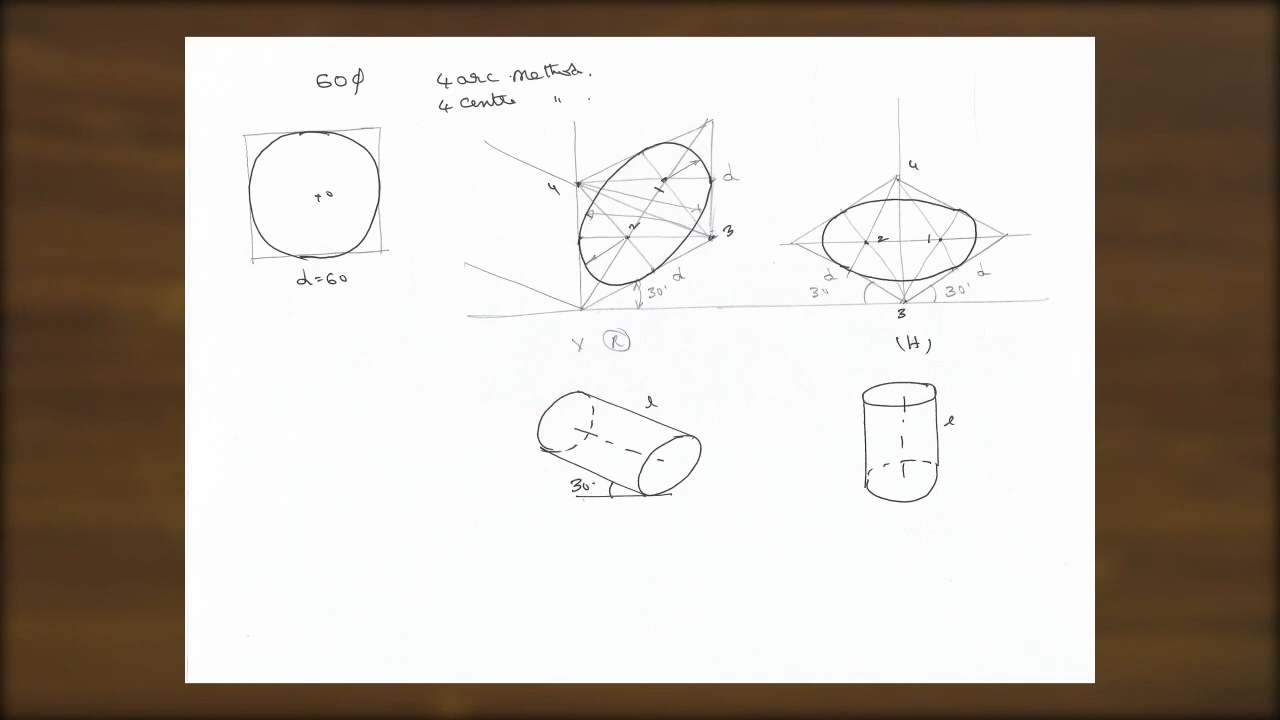 60ϕ
4 arc method.
4 centre " .
d=60
4
1
d
2
3
d
30°
V (R)
4
2 1
d d
30 30°
3
(H)
l
30°
l